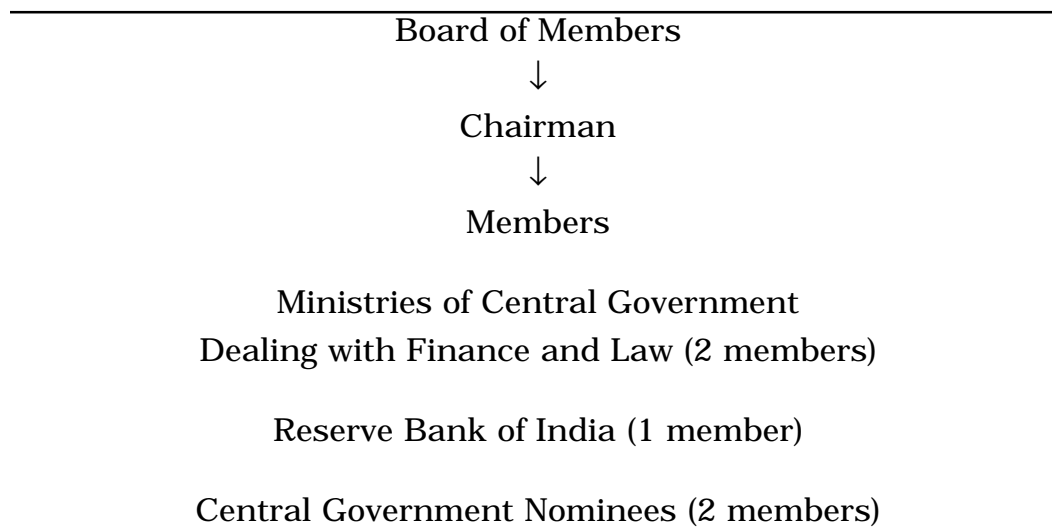 Board of Members
↓
Chairman
↓
Members
Ministries of Central Government
Dealing with Finance and Law (2 members)
Reserve Bank of India (1 member)
Central Government Nominees (2 members)